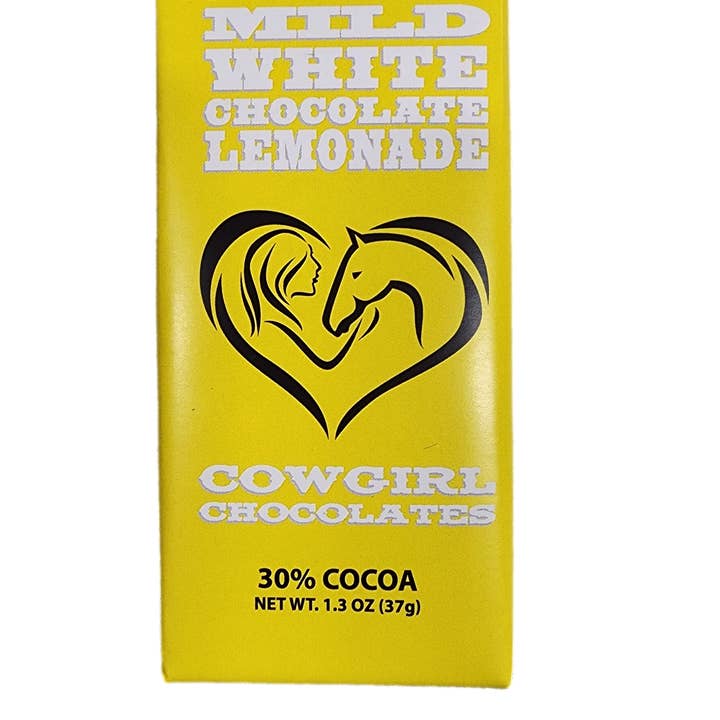 MILD
WHITE
CHOCOLATE
LEMONADE
COWGIRL
CHOCOLATES
30% COCOA
NET WT. 1.3 OZ (37g)